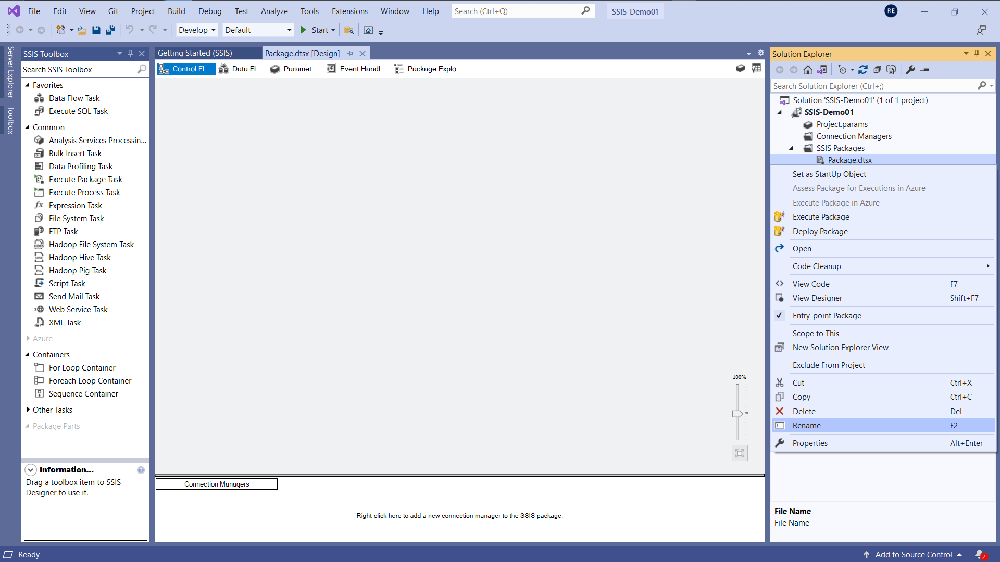 File Edit View Git Project Build Debug Test Analyze Tools Extensions Window Help Search (Ctrl+Q) SSIS-Demo01 RE
Develop Default Start
Server Explorer
Toolbox
SSIS Toolbox
Search SSIS Toolbox
Favorites
Data Flow Task
Execute SQL Task
Common
Analysis Services Processin...
Bulk Insert Task
Data Profiling Task
Execute Package Task
Execute Process Task
Expression Task
File System Task
FTP Task
Hadoop File System Task
Hadoop Hive Task
Hadoop Pig Task
Script Task
Send Mail Task
Web Service Task
XML Task
Azure
Containers
For Loop Container
Foreach Loop Container
Sequence Container
Other Tasks
Package Parts
Information...
Drag a toolbox item to SSIS
Designer to use it.
Getting Started (SSIS) Package.dtsx [Design]
Control Fl... Data Fl... Paramet... Event Handl... Package Explo...
100%
Connection Managers
Right-click here to add a new connection manager to the SSIS package.
Solution Explorer
Search Solution Explorer (Ctrl+;)
Solution 'SSIS-Demo01' (1 of 1 project)
SSIS-Demo01
Project.params
Connection Managers
SSIS Packages
Package.dtsx
Set as StartUp Object
Assess Package for Executions in Azure
Execute Package in Azure
Execute Package
Deploy Package
Open
Code Cleanup
View Code F7
View Designer Shift+F7
Entry-point Package
Scope to This
New Solution Explorer View
Exclude From Project
Cut Ctrl+X
Copy Ctrl+C
Delete Del
Rename F2
Properties Alt+Enter
File Name
File Name
Ready Add to Source Control 2